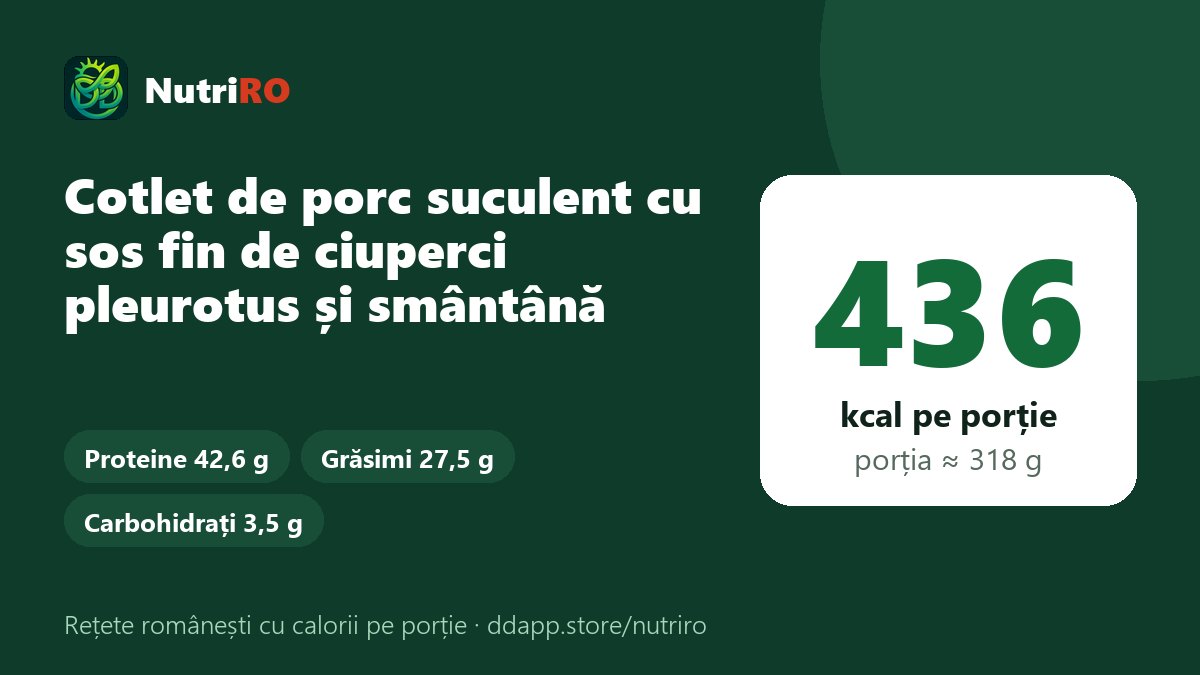 NutriRO
Cotlet de porc suculent cu
sos fin de ciuperci
pleurotus și smântână
436
kcal pe porție
porția ≈ 318 g
Proteine 42,6 g
Grăsimi 27,5 g
Carbohidrați 3,5 g
Rețete românești cu calorii pe porție · ddapp.store/nutriro